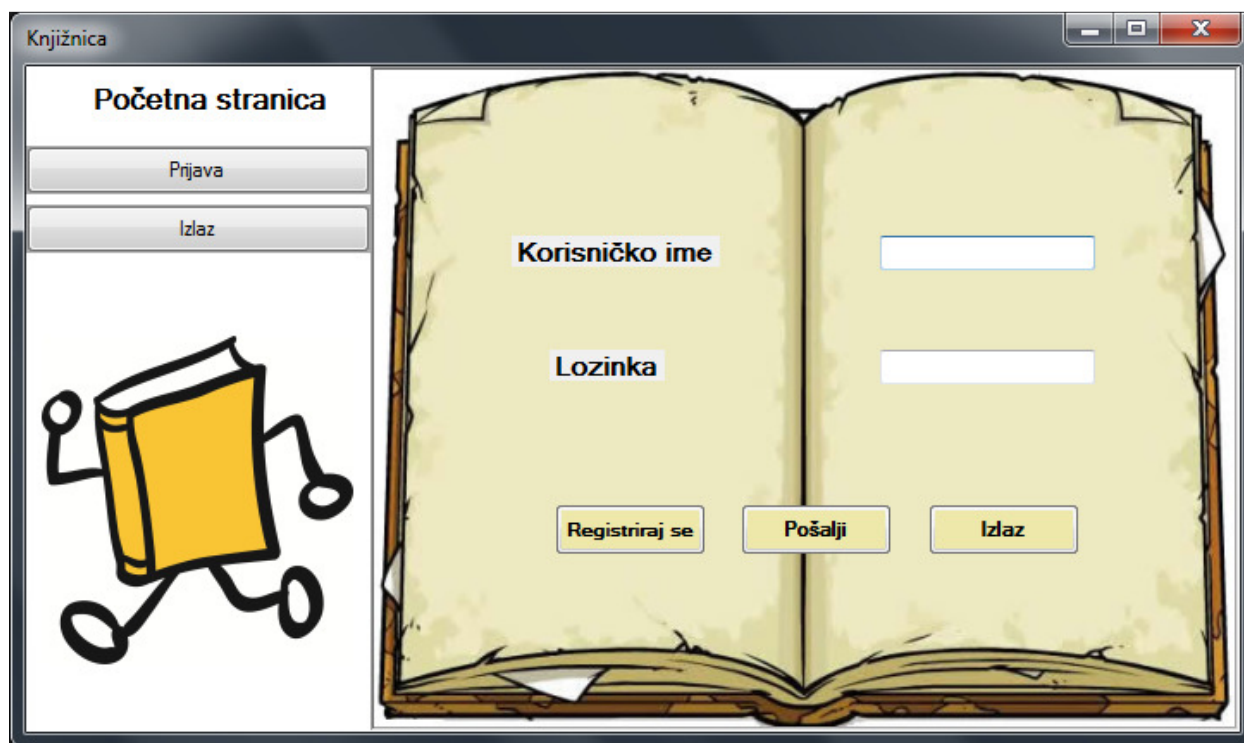 Knjižnica
Početna stranica
Prijava
Izlaz
Korisničko ime
Lozinka
Registriraj se
Pošalji
Izlaz